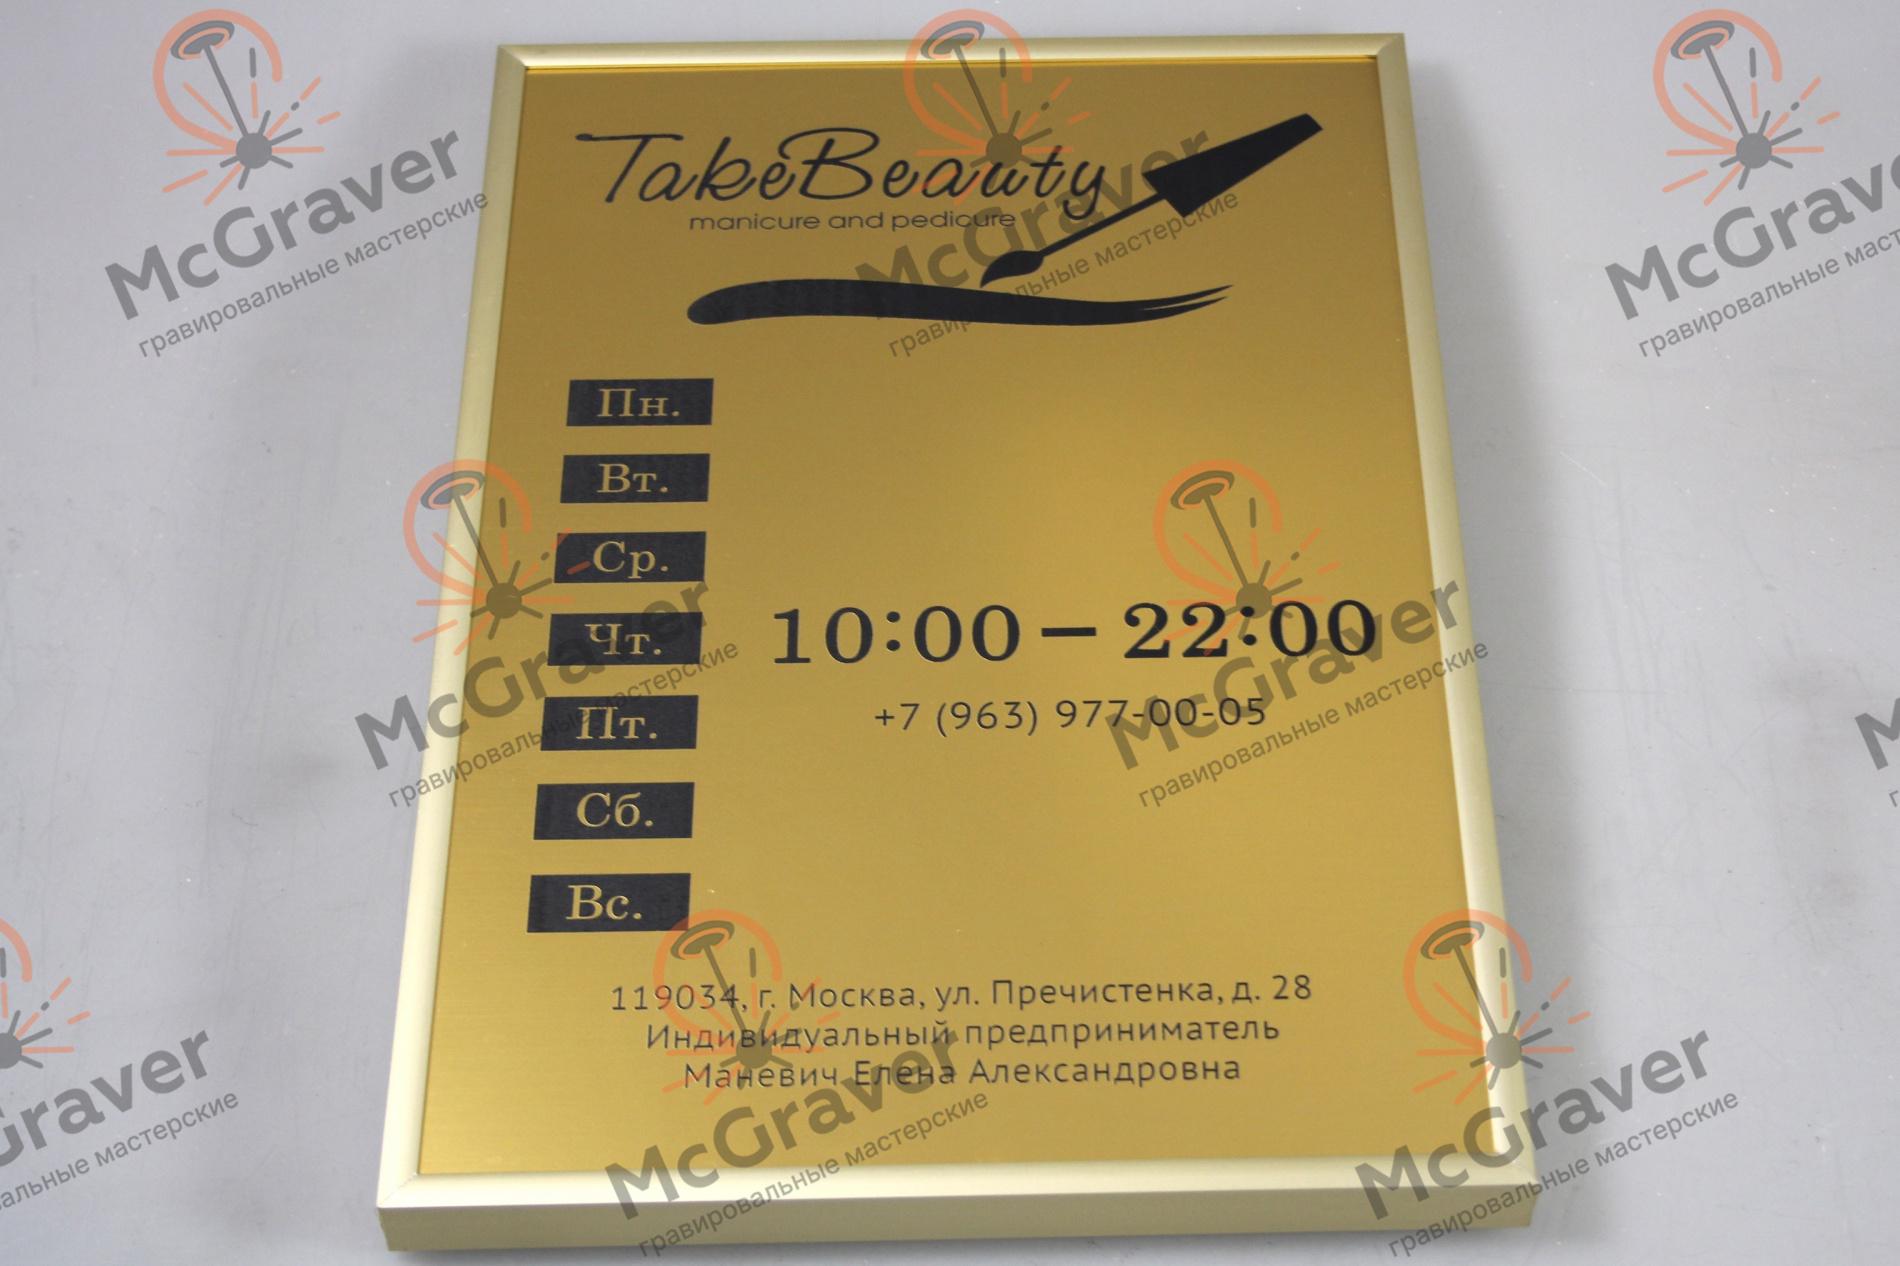 TakeBeauty
manicure and pedicure
Пн.
Вт.
Ср.
Чт.
10:00 – 22:00
Пт.
+7 (963) 977-00-05
Сб.
Вс.
119034, г. Москва, ул. Пречистенка, д. 28
Индивидуальный предприниматель
Маневич Елена Александровна
McGraver
гравировальные мастерские